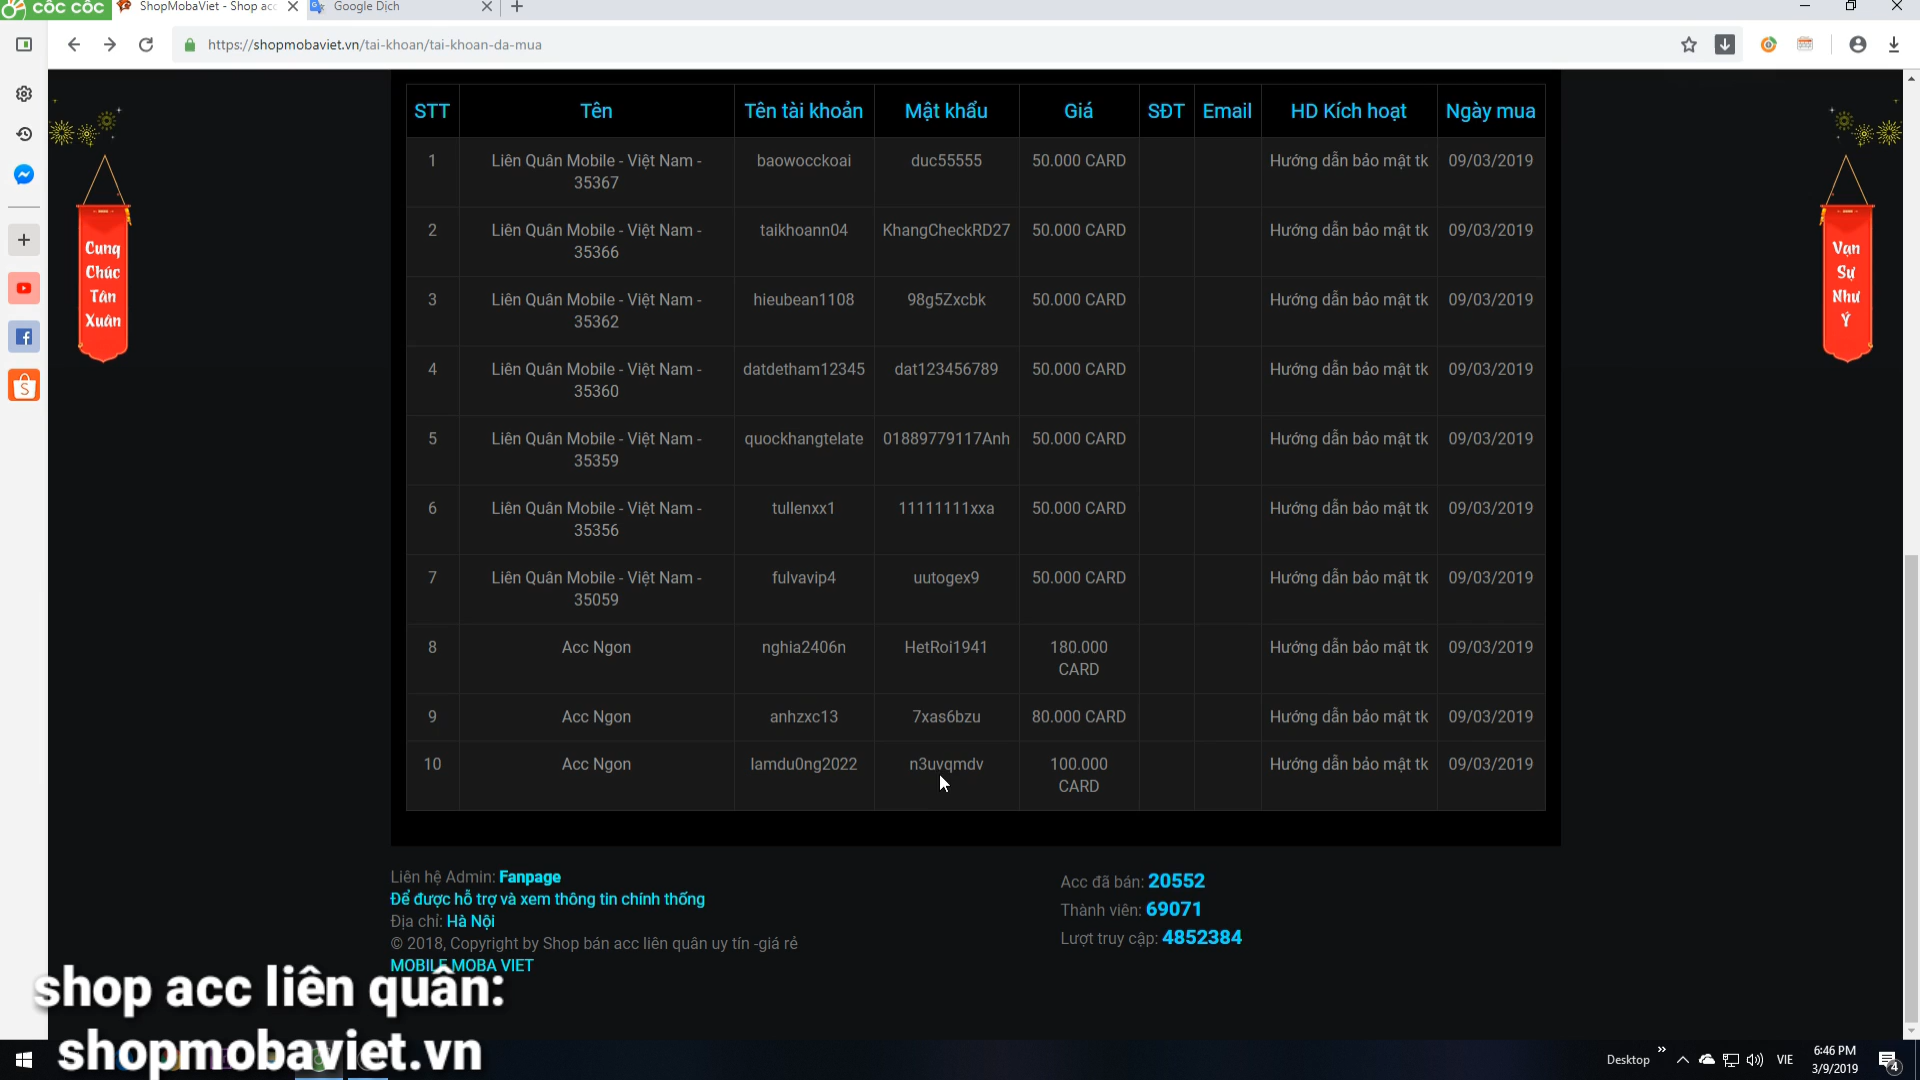 cốc cốc
ShopMobaViet - Shop acc
Google Dịch
https://shopmobaviet.vn/tai-khoan/tai-khoan-da-mua
STT Tên Tên tài khoản Mật khẩu Giá SĐT Email HD Kích hoạt Ngày mua
1 Liên Quân Mobile - Việt Nam - baowocckoai duc55555 50.000 CARD Hướng dẫn bảo mật tk 09/03/2019
35367
2 Liên Quân Mobile - Việt Nam - taikhoann04 KhangCheckRD27 50.000 CARD Hướng dẫn bảo mật tk 09/03/2019
35366
3 Liên Quân Mobile - Việt Nam - hieubean1108 98g5Zxcbk 50.000 CARD Hướng dẫn bảo mật tk 09/03/2019
35362
4 Liên Quân Mobile - Việt Nam - datdetham12345 dat123456789 50.000 CARD Hướng dẫn bảo mật tk 09/03/2019
35360
5 Liên Quân Mobile - Việt Nam - quockhangtelate 01889779117Anh 50.000 CARD Hướng dẫn bảo mật tk 09/03/2019
35359
6 Liên Quân Mobile - Việt Nam - tullenxx1 11111111xxa 50.000 CARD Hướng dẫn bảo mật tk 09/03/2019
35356
7 Liên Quân Mobile - Việt Nam - fulvavip4 uutogex9 50.000 CARD Hướng dẫn bảo mật tk 09/03/2019
35059
8 Acc Ngon nghia2406n HetRoi1941 180.000 Hướng dẫn bảo mật tk 09/03/2019
CARD
9 Acc Ngon anhzxc13 7xas6bzu 80.000 CARD Hướng dẫn bảo mật tk 09/03/2019
10 Acc Ngon lamdu0ng2022 n3uvqmdv 100.000 Hướng dẫn bảo mật tk 09/03/2019
CARD
Cung
Chúc
Tân
Xuân
Vạn
Sự
Như
Ý
Liên hệ Admin: Fanpage
Để được hỗ trợ và xem thông tin chính thống
Địa chỉ: Hà Nội
© 2018, Copyright by Shop bán acc liên quân uy tín -giá rẻ
MOBILE MOBA VIET
Acc đã bán: 20552
Thành viên: 69071
Lượt truy cập: 4852384
shop acc liên quân:
shopmobaviet.vn
Desktop
VIE
6:46 PM
3/9/2019
4